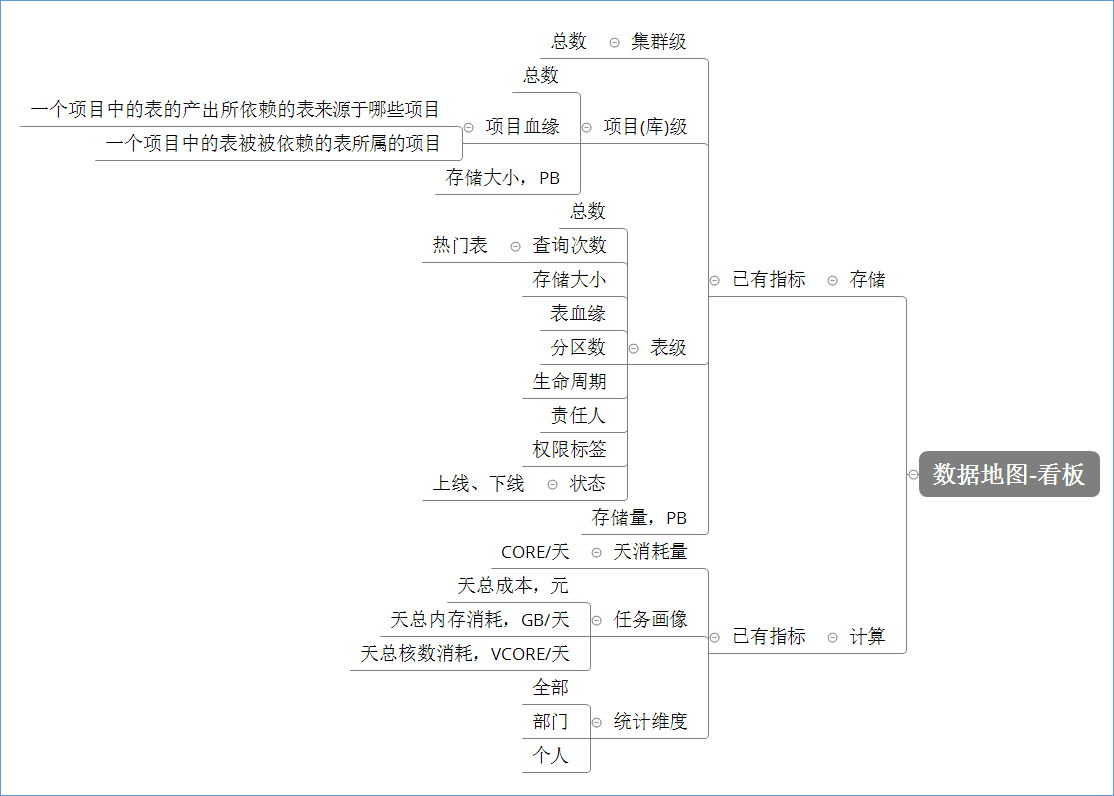 总数
集群级
总数
一个项目中的表的产出所依赖的表来源于哪些项目
项目血缘
项目(库)级
一个项目中的表被被依赖的表所属的项目
存储大小，PB
总数
热门表
查询次数
存储大小
已有指标
存储
表血缘
分区数
表级
生命周期
责任人
权限标签
数据地图-看板
上线、下线
状态
存储量，PB
CORE/天
天消耗量
天总成本，元
天总内存消耗，GB/天
任务画像
已有指标
计算
天总核数消耗，VCORE/天
全部
部门
统计维度
个人